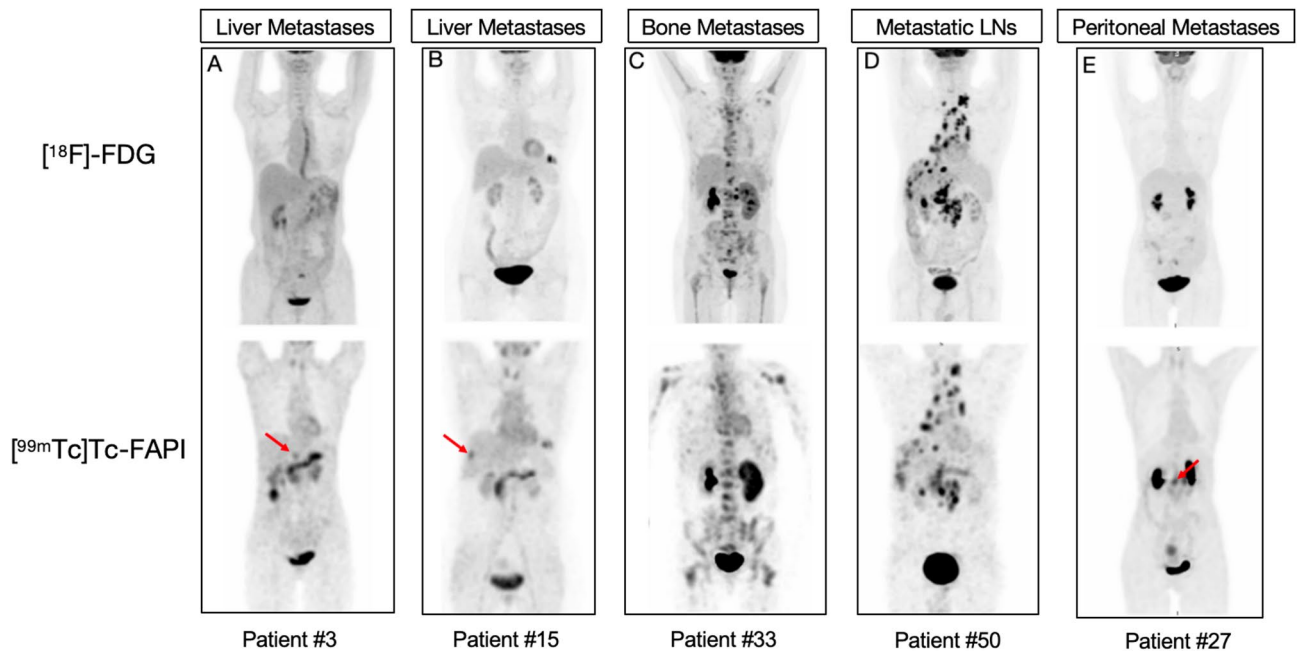 Liver Metastases
Liver Metastases
Bone Metastases
Metastatic LNs
Peritoneal Metastases
A
B
C
D
E
[¹⁸F]-FDG
[⁹⁹ᵐTc]Tc-FAPI
Patient #3
Patient #15
Patient #33
Patient #50
Patient #27